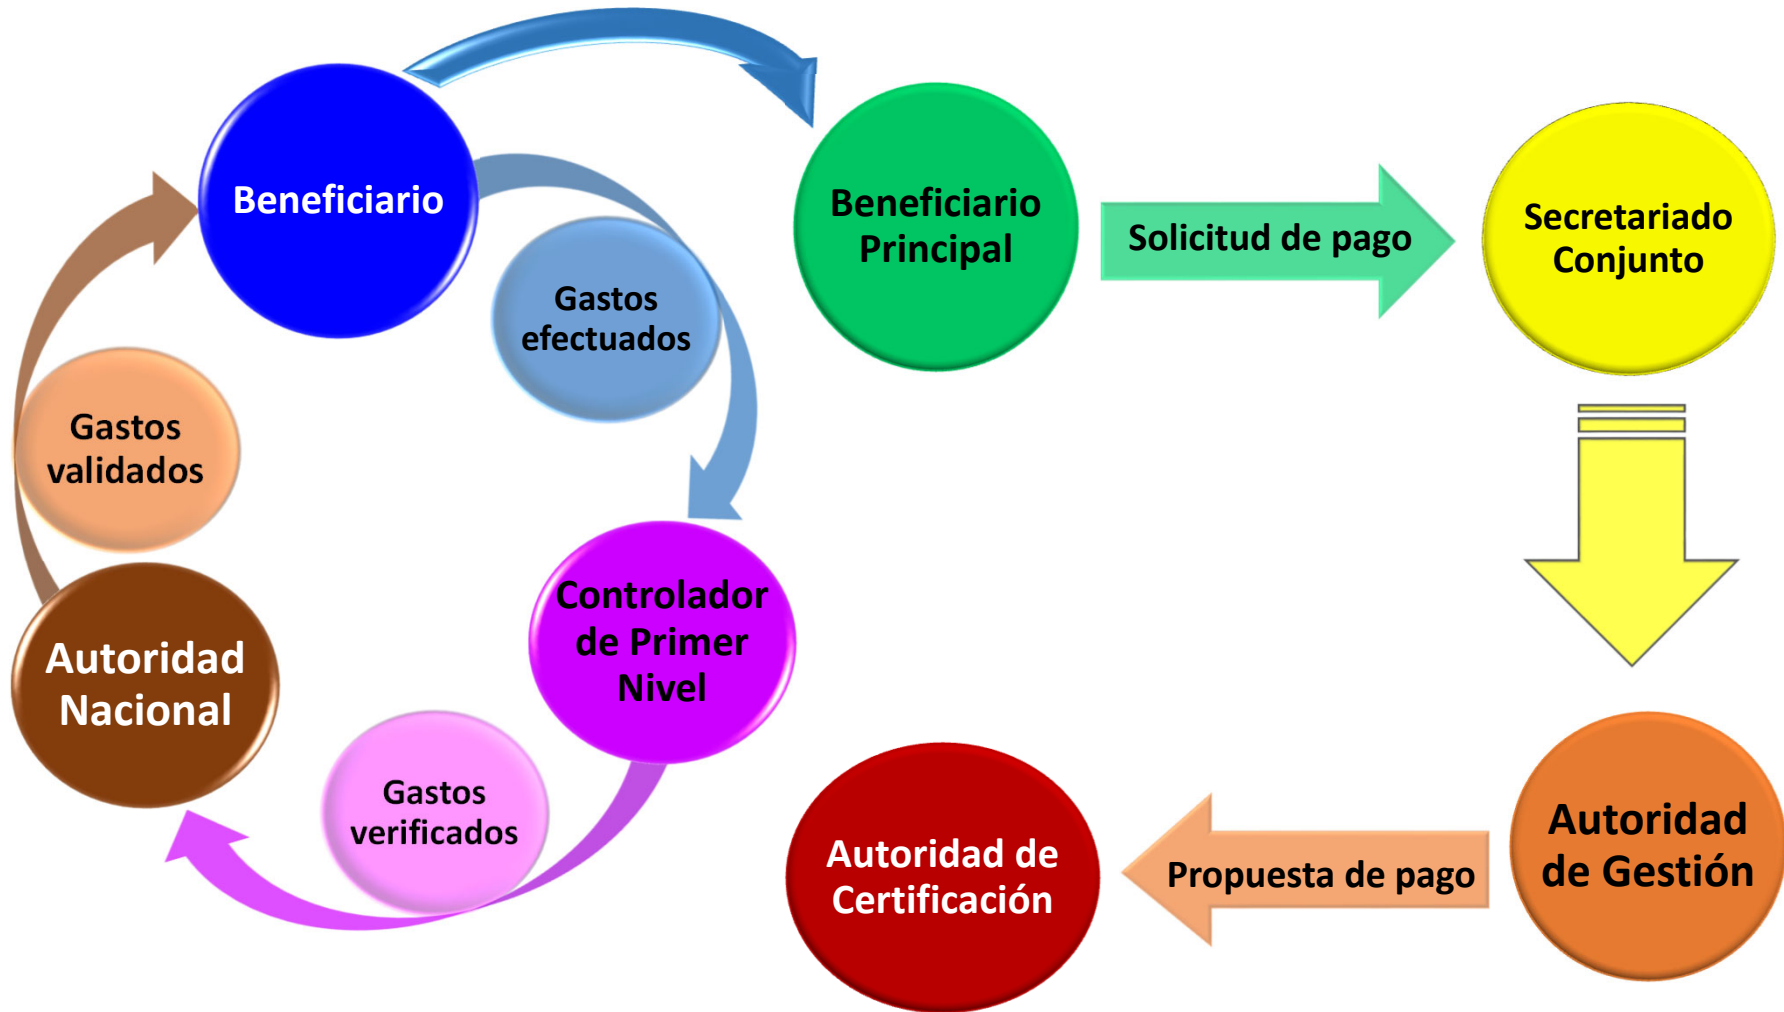 Beneficiario
Beneficiario
Principal
Solicitud de pago
Secretariado
Conjunto
Gastos
efectuados
Gastos
validados
Controlador
de Primer
Nivel
Autoridad
Nacional
Gastos
verificados
Autoridad de
Certificación
Propuesta de pago
Autoridad
de Gestión